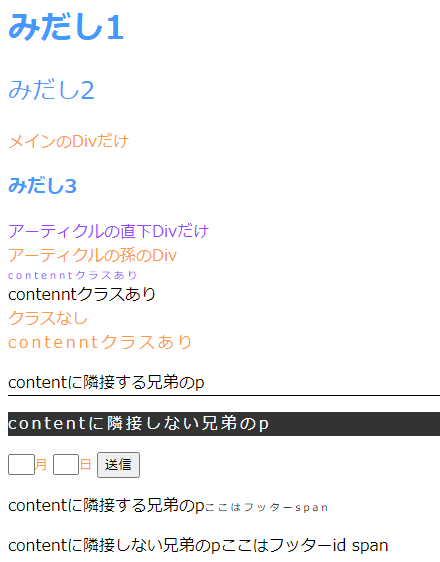 みだし1
みだし2
メインのDivだけ
みだし3
アーティクルの直下Divだけ
アーティクルの孫のDiv
contenntクラスあり
contenntクラスあり
クラスなし
contenntクラスあり
contentに隣接する兄弟のp
contentに隣接しない兄弟のp
月 日 送信
contentに隣接する兄弟のpここはフッターspan
contentに隣接しない兄弟のpここはフッターid span